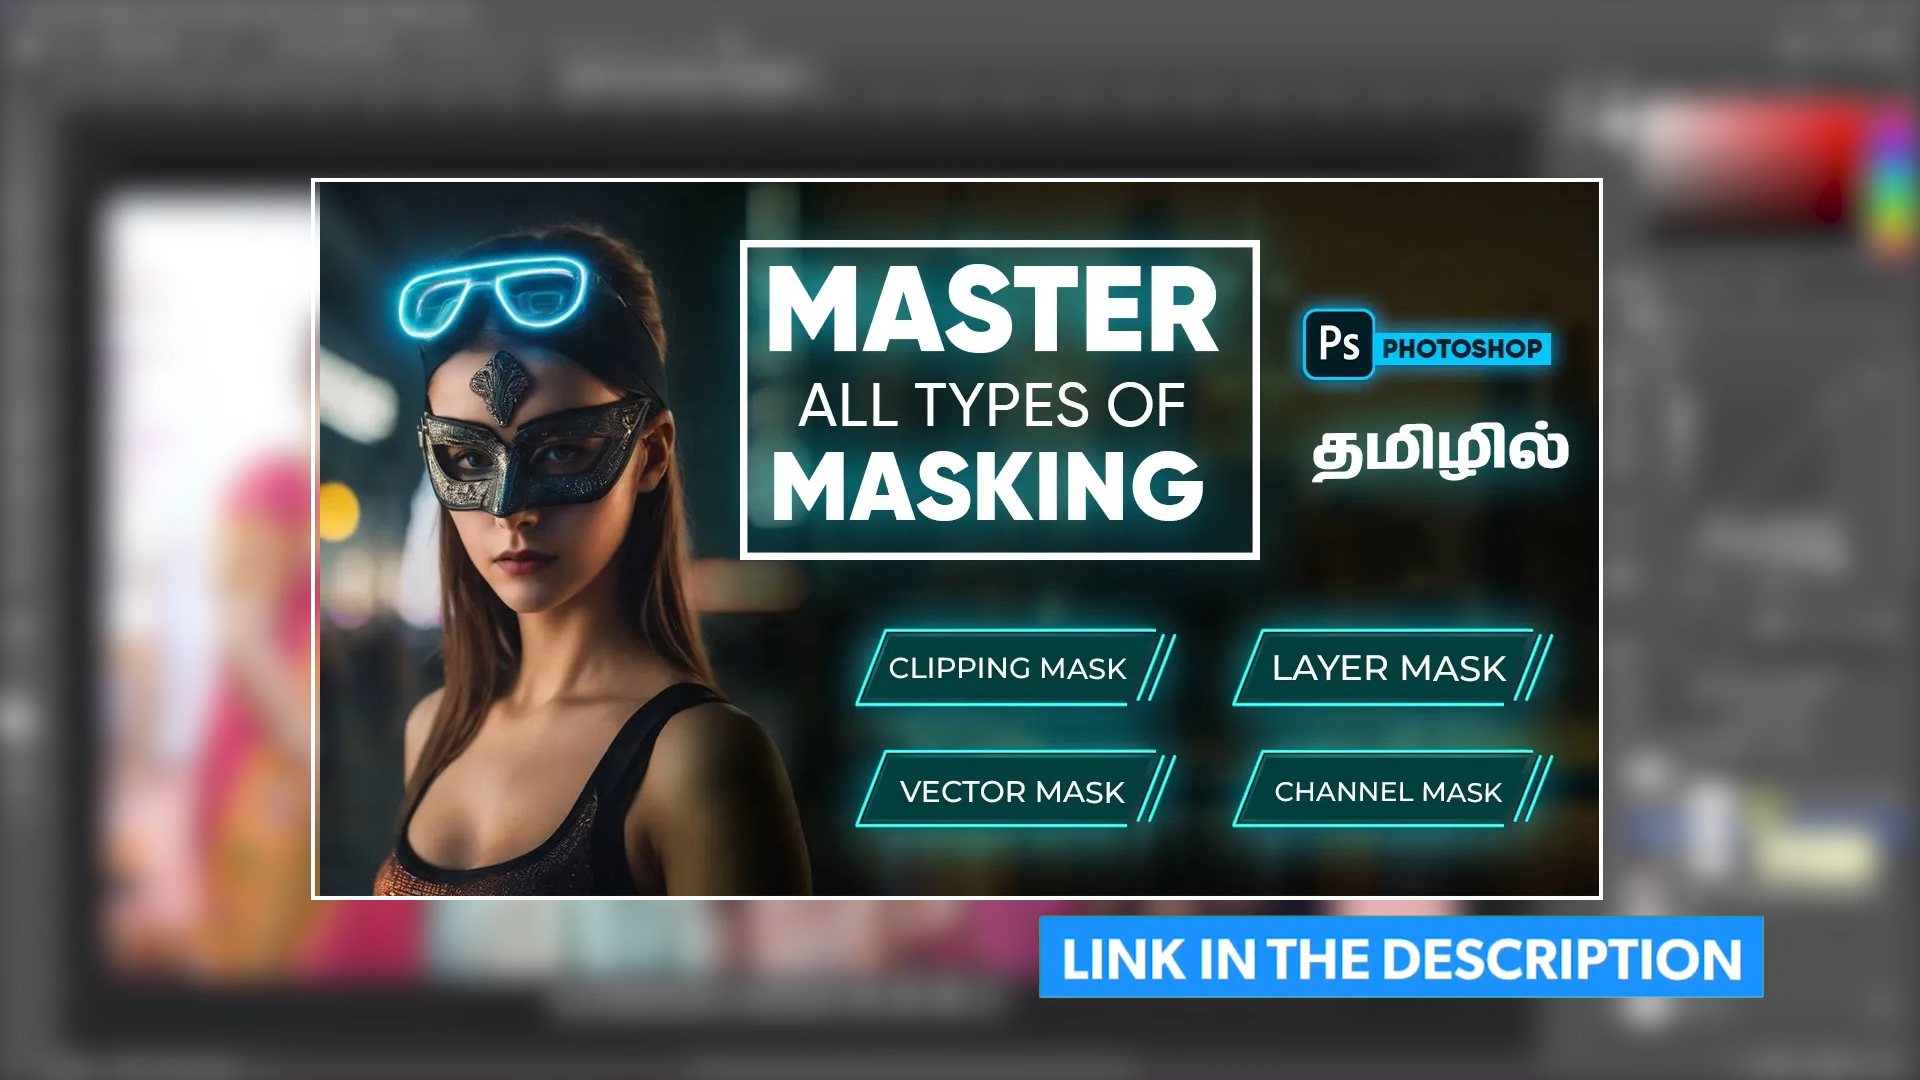 MASTER
ALL TYPES OF
MASKING
Ps PHOTOSHOP
தமிழில்
CLIPPING MASK
LAYER MASK
VECTOR MASK
CHANNEL MASK
LINK IN THE DESCRIPTION